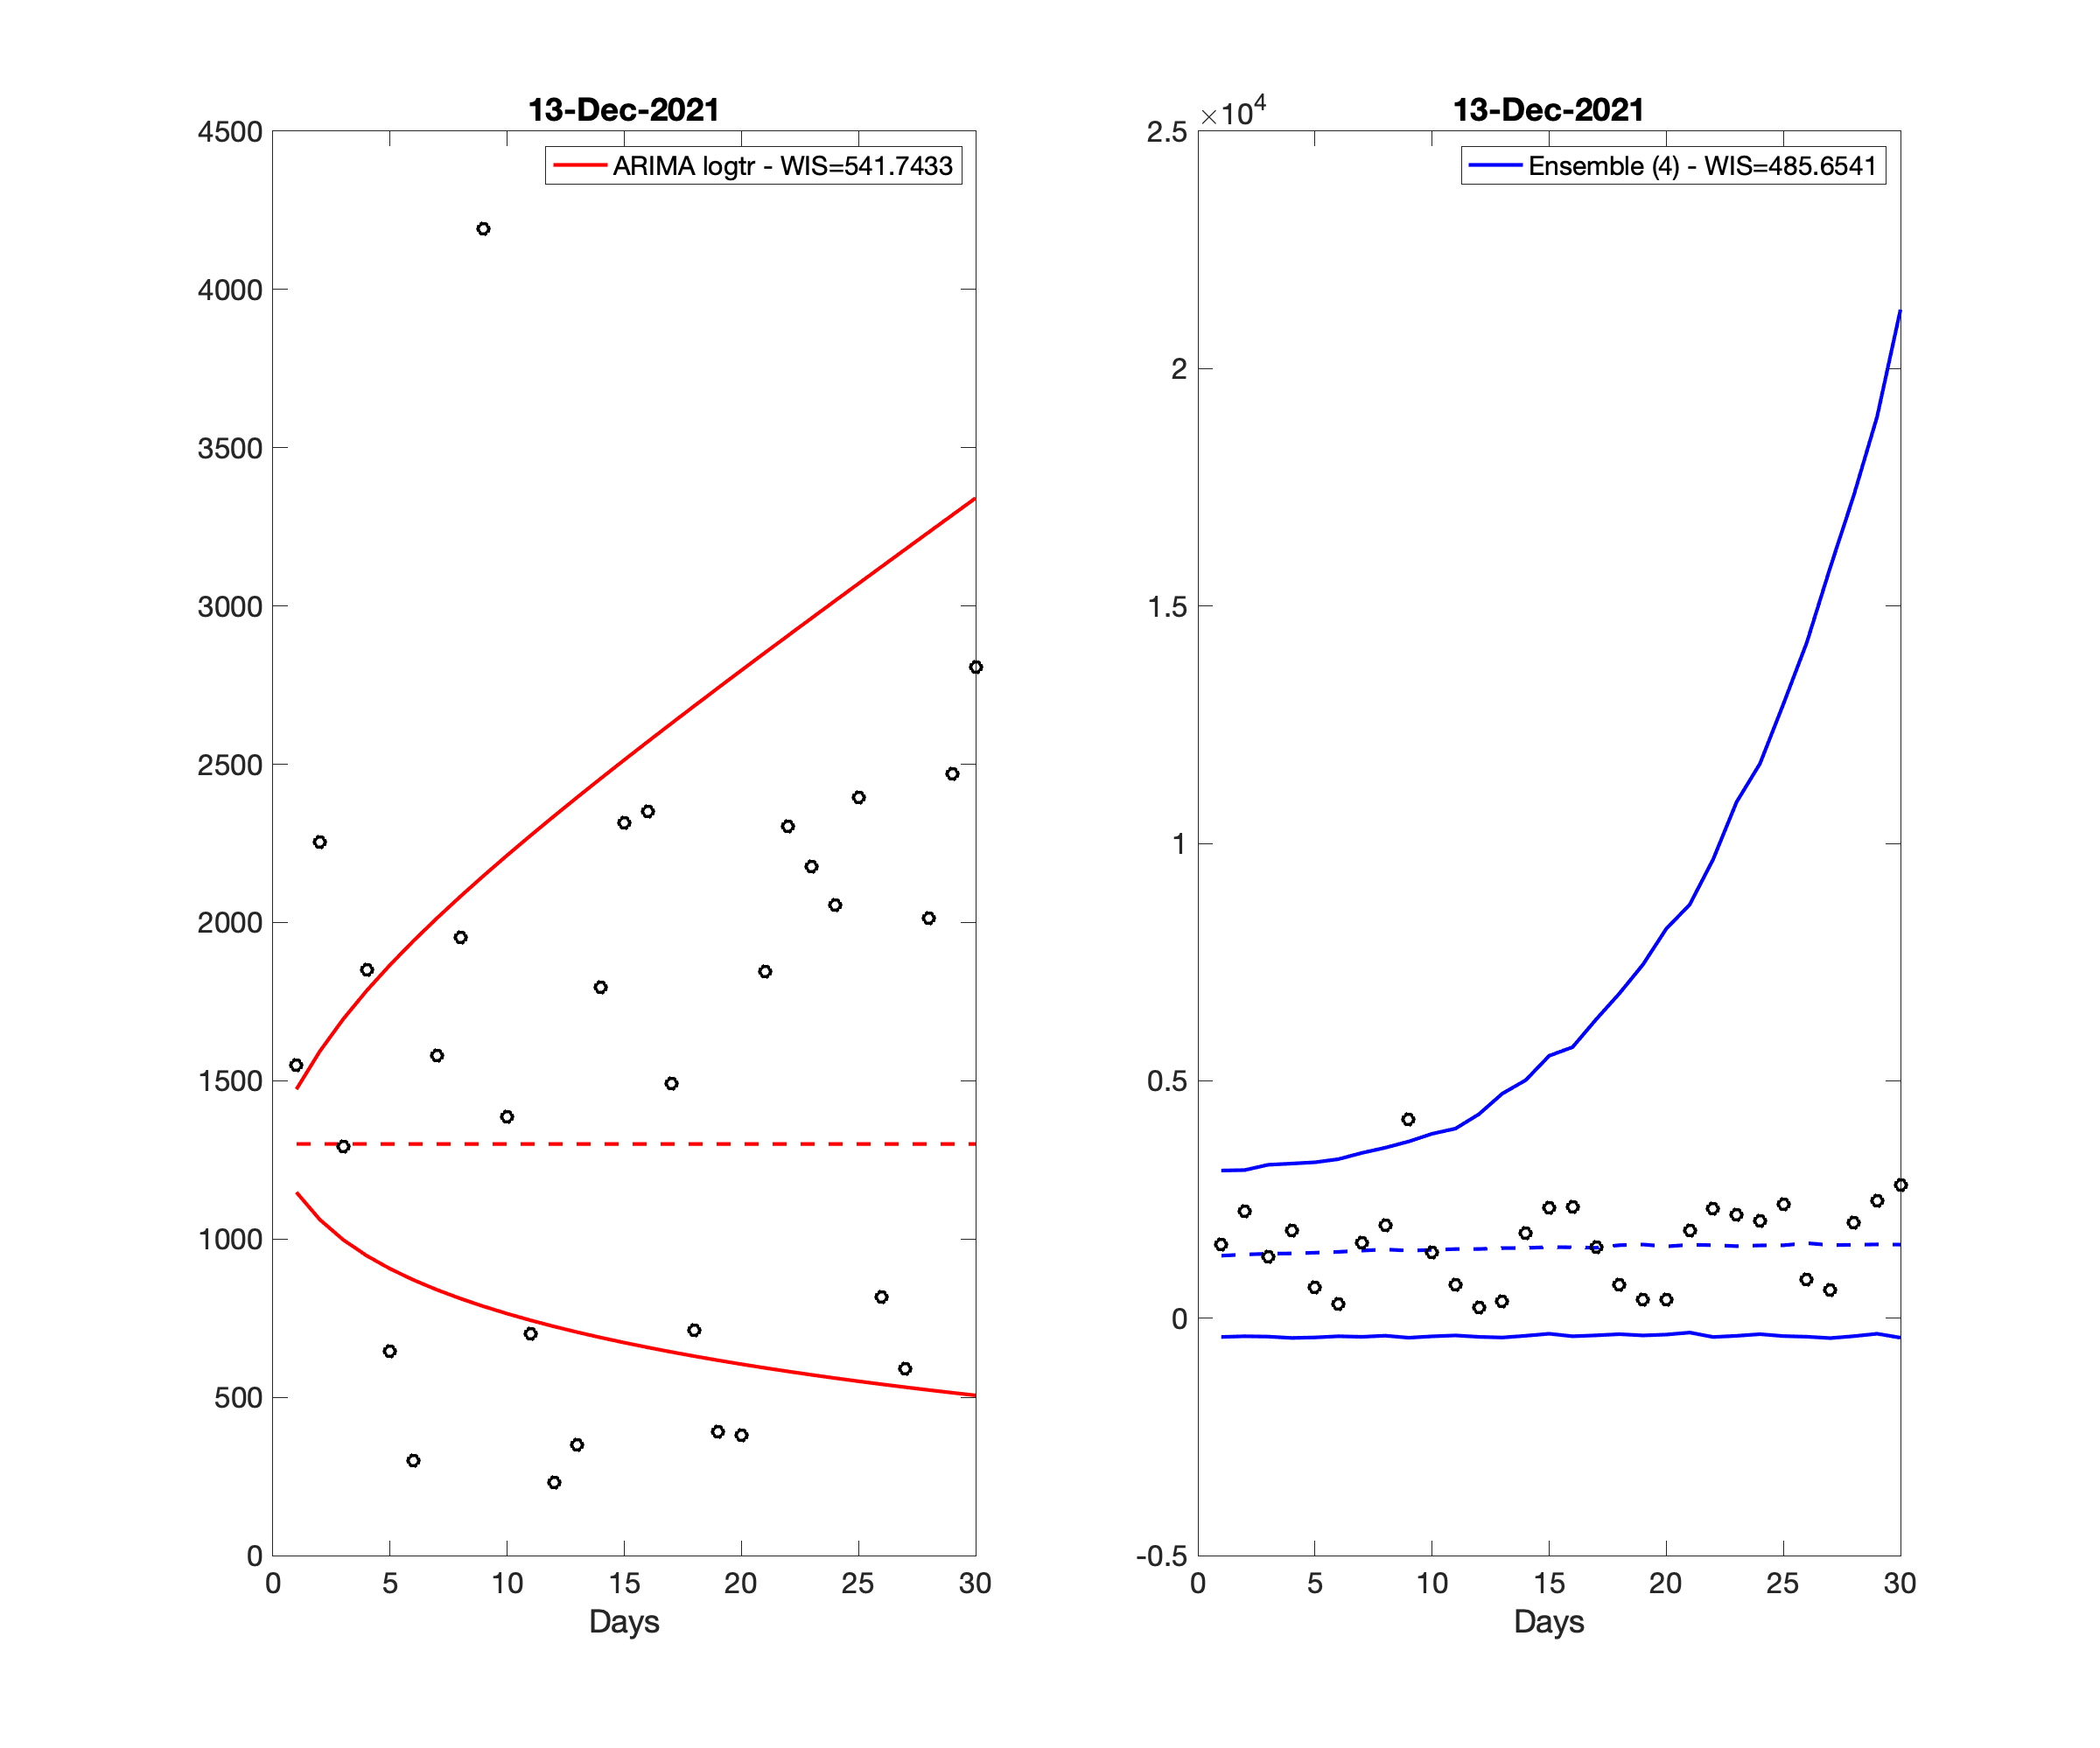 13-Dec-2021
4500
4000
3500
3000
2500
2000
1500
1000
500
0
ARIMA logtr - WIS=541.7433
0 5 10 15 20 25 30
Days
13-Dec-2021
×10⁴
2.5
2
1.5
1
0.5
0
-0.5
Ensemble (4) - WIS=485.6541
0 5 10 15 20 25 30
Days